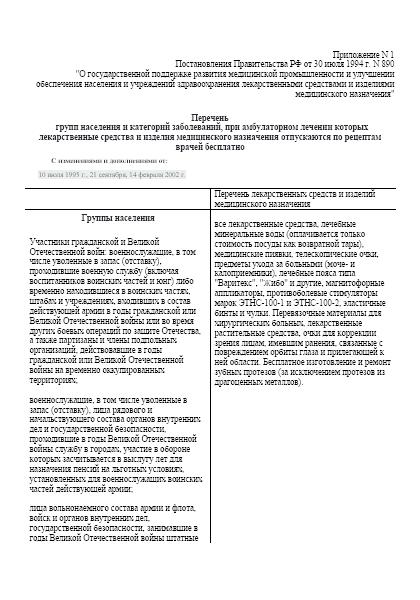 Приложение N 1
Постановления Правительства РФ от 30 июля 1994 г. N 890
"О государственной поддержке развития медицинской промышленности и улучшении
обеспечения населения и учреждений здравоохранения лекарственными средствами и изделиями
медицинского назначения"
Перечень
групп населения и категорий заболеваний, при амбулаторном лечении которых
лекарственные средства и изделия медицинского назначения отпускаются по рецептам
врачей бесплатно
С изменениями и дополнениями от:
10 июля 1995 г., 21 сентября, 14 февраля 2002 г.
Перечень лекарственных средств и изделий
медицинского назначения
Группы населения
Участники гражданской и Великой
Отечественной войн: военнослужащие, в том
числе уволенные в запас (отставку),
проходившие военную службу (включая
воспитанников воинских частей и юнг) либо
временно находившиеся в воинских частях,
штабах и учреждениях, входивших в состав
действующей армии в годы гражданской или
Великой Отечественной войны или во время
других боевых операций по защите Отечества,
а также партизаны и члены подпольных
организаций, действовавшие в годы
гражданской или Великой Отечественной
войны на временно оккупированных
территориях;
военнослужащие, в том числе уволенные в
запас (отставку), лица рядового и
начальствующего состава органов внутренних
дел и государственной безопасности,
проходившие в годы Великой Отечественной
войны службу в городах, участие в обороне
которых засчитывается в выслугу лет для
назначения пенсий на льготных условиях,
установленных для военнослужащих воинских
частей действующей армии;
лица вольнонаемного состава армии и флота,
войск и органов внутренних дел,
государственной безопасности, занимавшие в
годы Великой Отечественной войны штатные
все лекарственные средства, лечебные
минеральные воды (оплачивается только
стоимость посуды как возвратной тары),
медицинские пиявки, телескопические очки,
предметы ухода за больными (моче- и
калоприемники), лечебные пояса типа
"Варитекс", "Жибо" и другие, магнитофорные
аппликаторы, противоболевые стимуляторы
марок ЭТНС-100-1 и ЭТНС-100-2, эластичные
бинты и чулки. Перевязочные материалы для
хирургических больных, лекарственные
растительные средства, очки для коррекции
зрения лицам, имевшим ранения, связанные с
повреждением орбиты глаза и прилегающей к
ней области. Бесплатное изготовление и ремонт
зубных протезов (за исключением протезов из
драгоценных металлов).